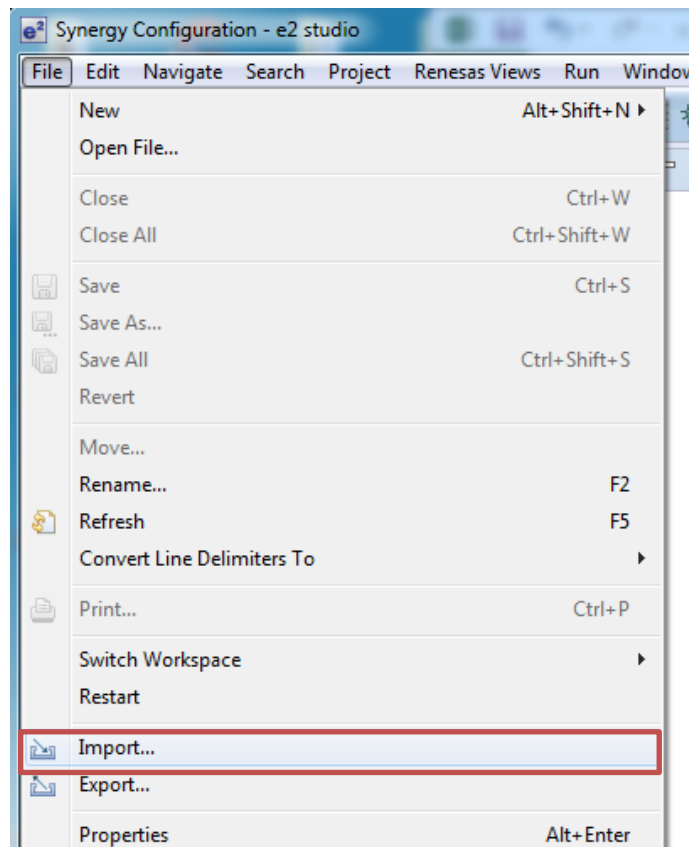 e² Synergy Configuration - e2 studio
File Edit Navigate Search Project Renesas Views Run Window
New Alt+Shift+N
Open File...
Close Ctrl+W
Close All Ctrl+Shift+W
Save Ctrl+S
Save As...
Save All Ctrl+Shift+S
Revert
Move...
Rename... F2
Refresh F5
Convert Line Delimiters To
Print... Ctrl+P
Switch Workspace
Restart
Import...
Export...
Properties Alt+Enter